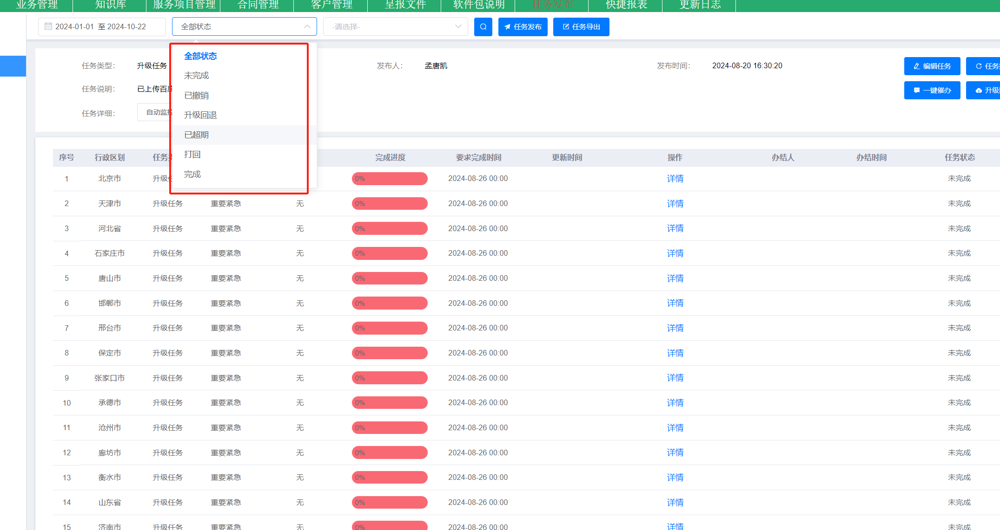 业务管理 知识库 服务项目管理 合同管理 客户管理 呈报文件 软件包说明 任务发布 快捷报表 更新日志
2024-01-01 至 2024-10-22 全部状态 -请选择- 任务发布 任务导出
全部状态
未完成
已撤销
升级回退
已超期
打回
完成
任务类型： 升级任务 发布人： 孟唐凯 发布时间： 2024-08-20 16:30:20 编辑任务 任务
任务说明： 已上传百 一键催办 升级
任务详细： 自动监
序号 行政区划 任务 完成进度 要求完成时间 更新时间 操作 办结人 办结时间 任务状态
1 北京市 升级 0% 2024-08-26 00:00 详情 未完成
2 天津市 升级任务 重要紧急 无 0% 2024-08-26 00:00 详情 未完成
3 河北省 升级任务 重要紧急 无 0% 2024-08-26 00:00 详情 未完成
4 石家庄市 升级任务 重要紧急 无 0% 2024-08-26 00:00 详情 未完成
5 唐山市 升级任务 重要紧急 无 0% 2024-08-26 00:00 详情 未完成
6 邯郸市 升级任务 重要紧急 无 0% 2024-08-26 00:00 详情 未完成
7 邢台市 升级任务 重要紧急 无 0% 2024-08-26 00:00 详情 未完成
8 保定市 升级任务 重要紧急 无 0% 2024-08-26 00:00 详情 未完成
9 张家口市 升级任务 重要紧急 无 0% 2024-08-26 00:00 详情 未完成
10 承德市 升级任务 重要紧急 无 0% 2024-08-26 00:00 详情 未完成
11 沧州市 升级任务 重要紧急 无 0% 2024-08-26 00:00 详情 未完成
12 廊坊市 升级任务 重要紧急 无 0% 2024-08-26 00:00 详情 未完成
13 衡水市 升级任务 重要紧急 无 0% 2024-08-26 00:00 详情 未完成
14 山东省 升级任务 重要紧急 无 0% 2024-08-26 00:00 详情 未完成
15 济南市 升级任务 重要紧急 无 0% 2024-08-26 00:00 详情 未完成